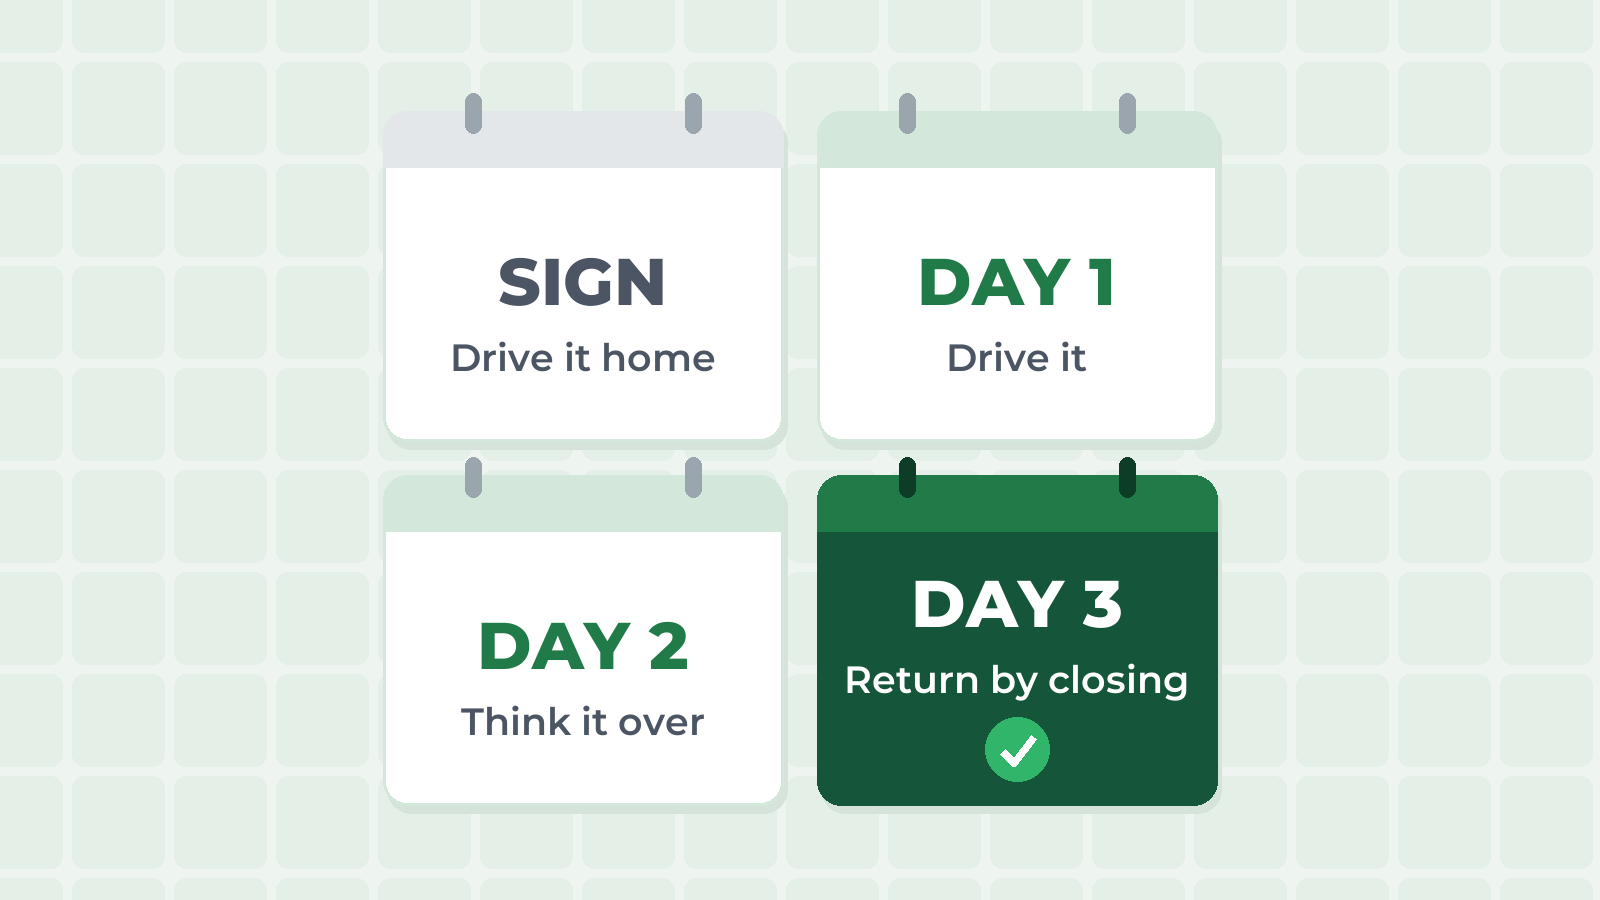 SIGN
Drive it home
DAY 1
Drive it
DAY 2
Think it over
DAY 3
Return by closing